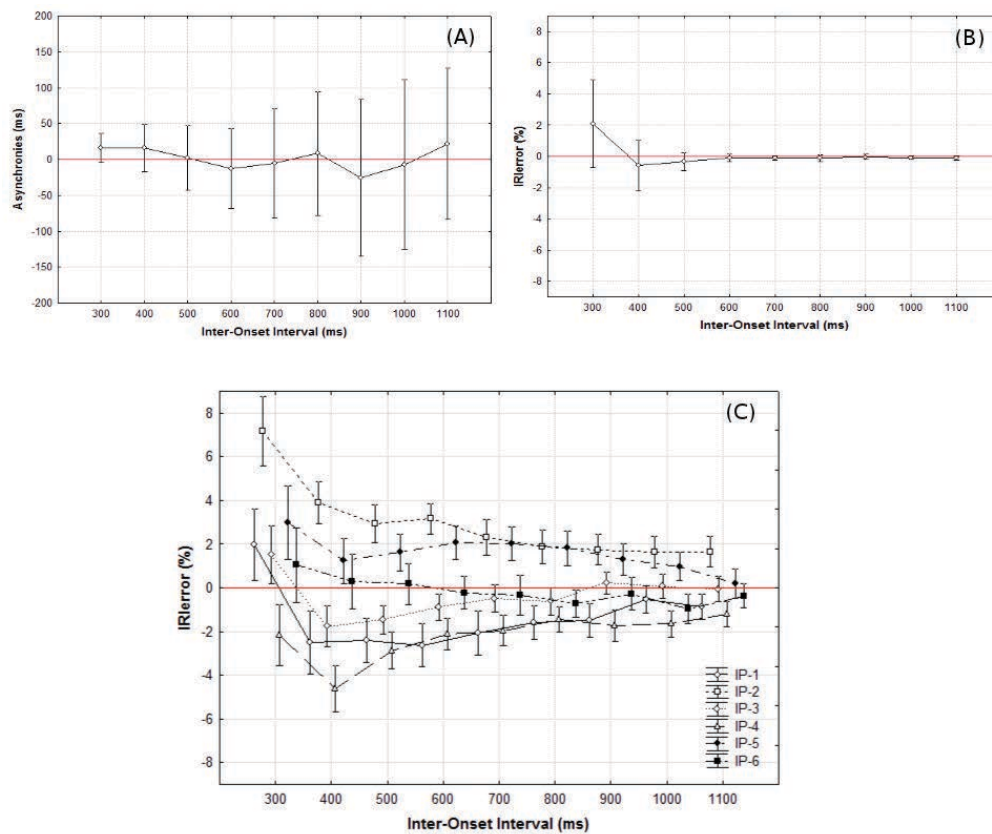 (A)
200
150
100
50
0
-50
-100
-150
-200
Asynchronies (ms)
300 400 500 600 700 800 900 1000 1100
Inter-Onset Interval (ms)
(B)
8
6
4
2
0
-2
-4
-6
-8
IRIerror (%)
300 400 500 600 700 800 900 1000 1100
Inter-Onset Interval (ms)
(C)
8
6
4
2
0
-2
-4
-6
-8
IRIerror (%)
IP-1
IP-2
IP-3
IP-4
IP-5
IP-6
300 400 500 600 700 800 900 1000 1100
Inter-Onset Interval (ms)